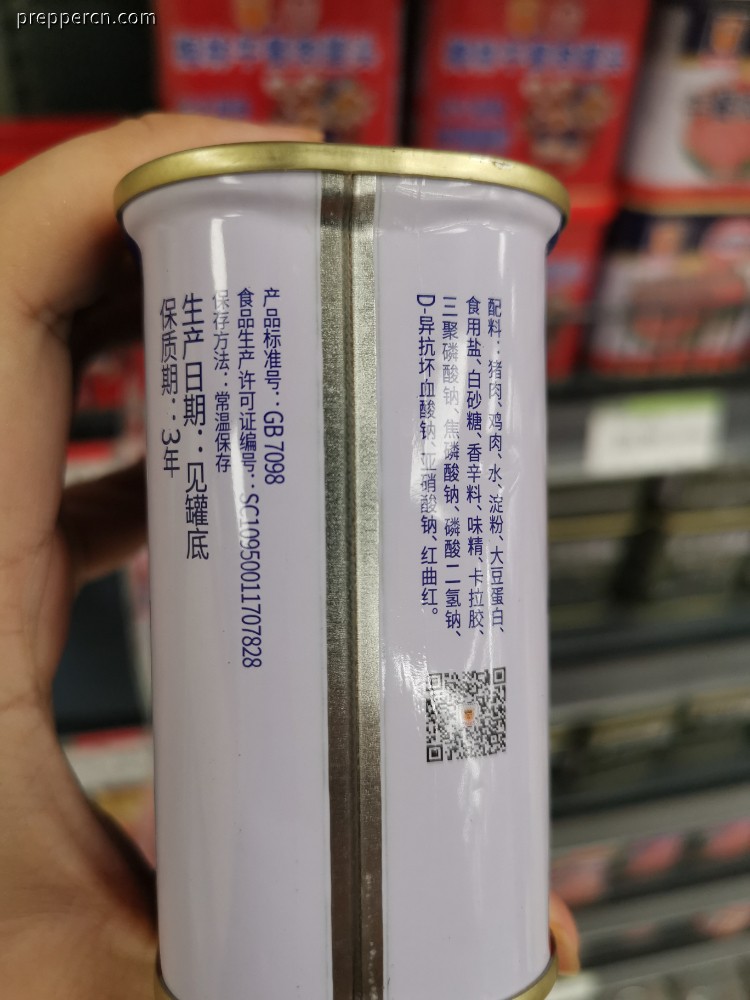 preppercn.com
配料：猪肉、鸡肉、水、淀粉、大豆蛋白、
食用盐、白砂糖、香辛料、味精、卡拉胶、
三聚磷酸钠、焦磷酸钠、磷酸二氢钠、
D-异抗坏血酸钠、亚硝酸钠、红曲红。
产品标准号：GB 7098
食品生产许可证编号：SC10950011707828
保存方法：常温保存
生产日期：见罐底
保质期：3年